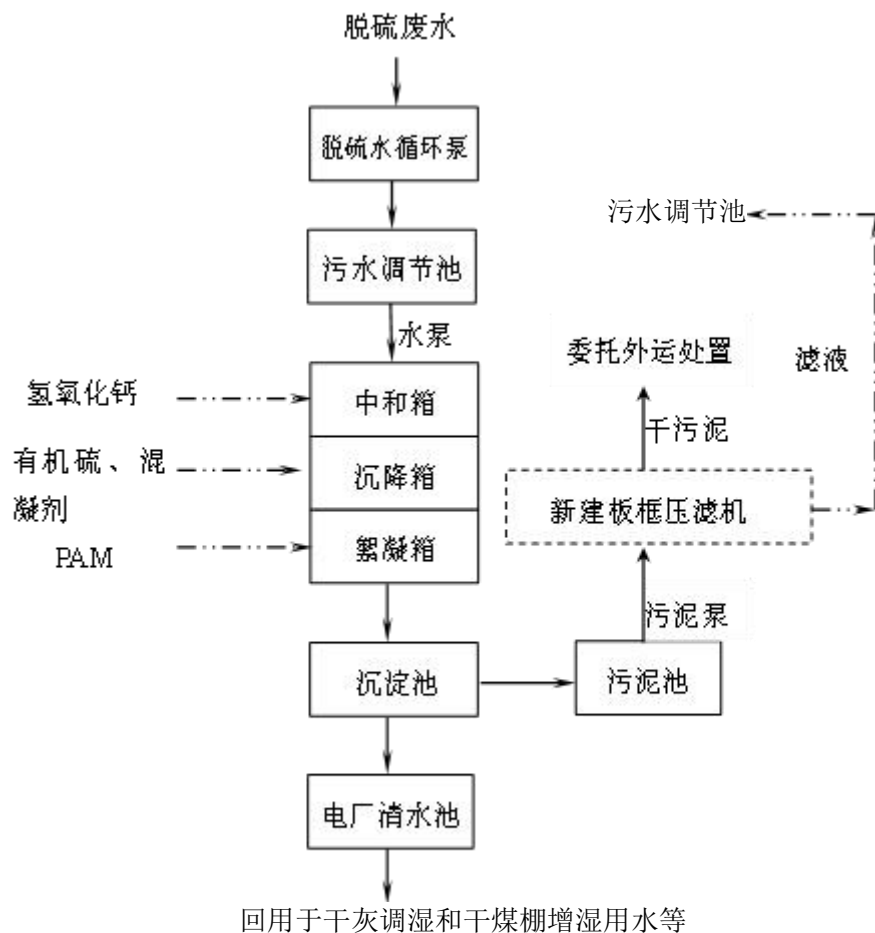 脱硫废水
脱硫水循环泵
污水调节池
污水调节池
水泵
委托外运处置
滤液
氢氧化钙
中和箱
干污泥
有机硫、混
凝剂
沉降箱
新建板框压滤机
PAM
絮凝箱
污泥泵
沉淀池
污泥池
电厂清水池
回用于干灰调湿和干煤棚增湿用水等